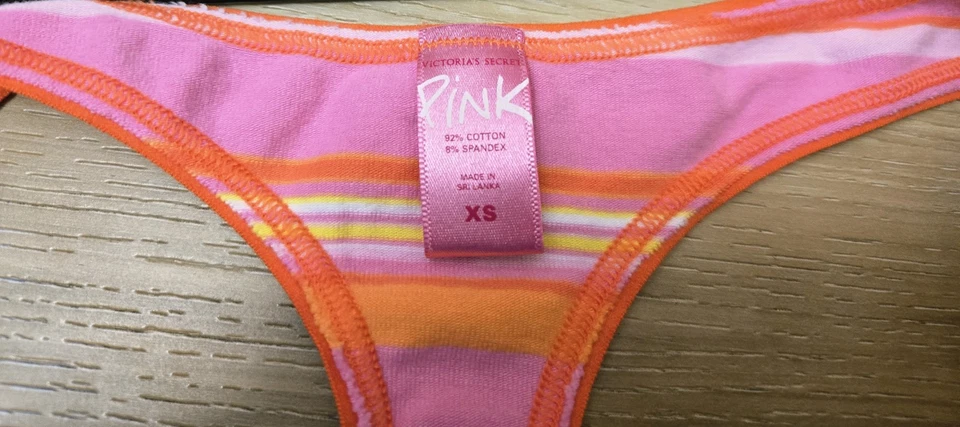 VICTORIA'S SECRET
PINK
92% COTTON
8% SPANDEX
MADE IN
SRI LANKA
XS